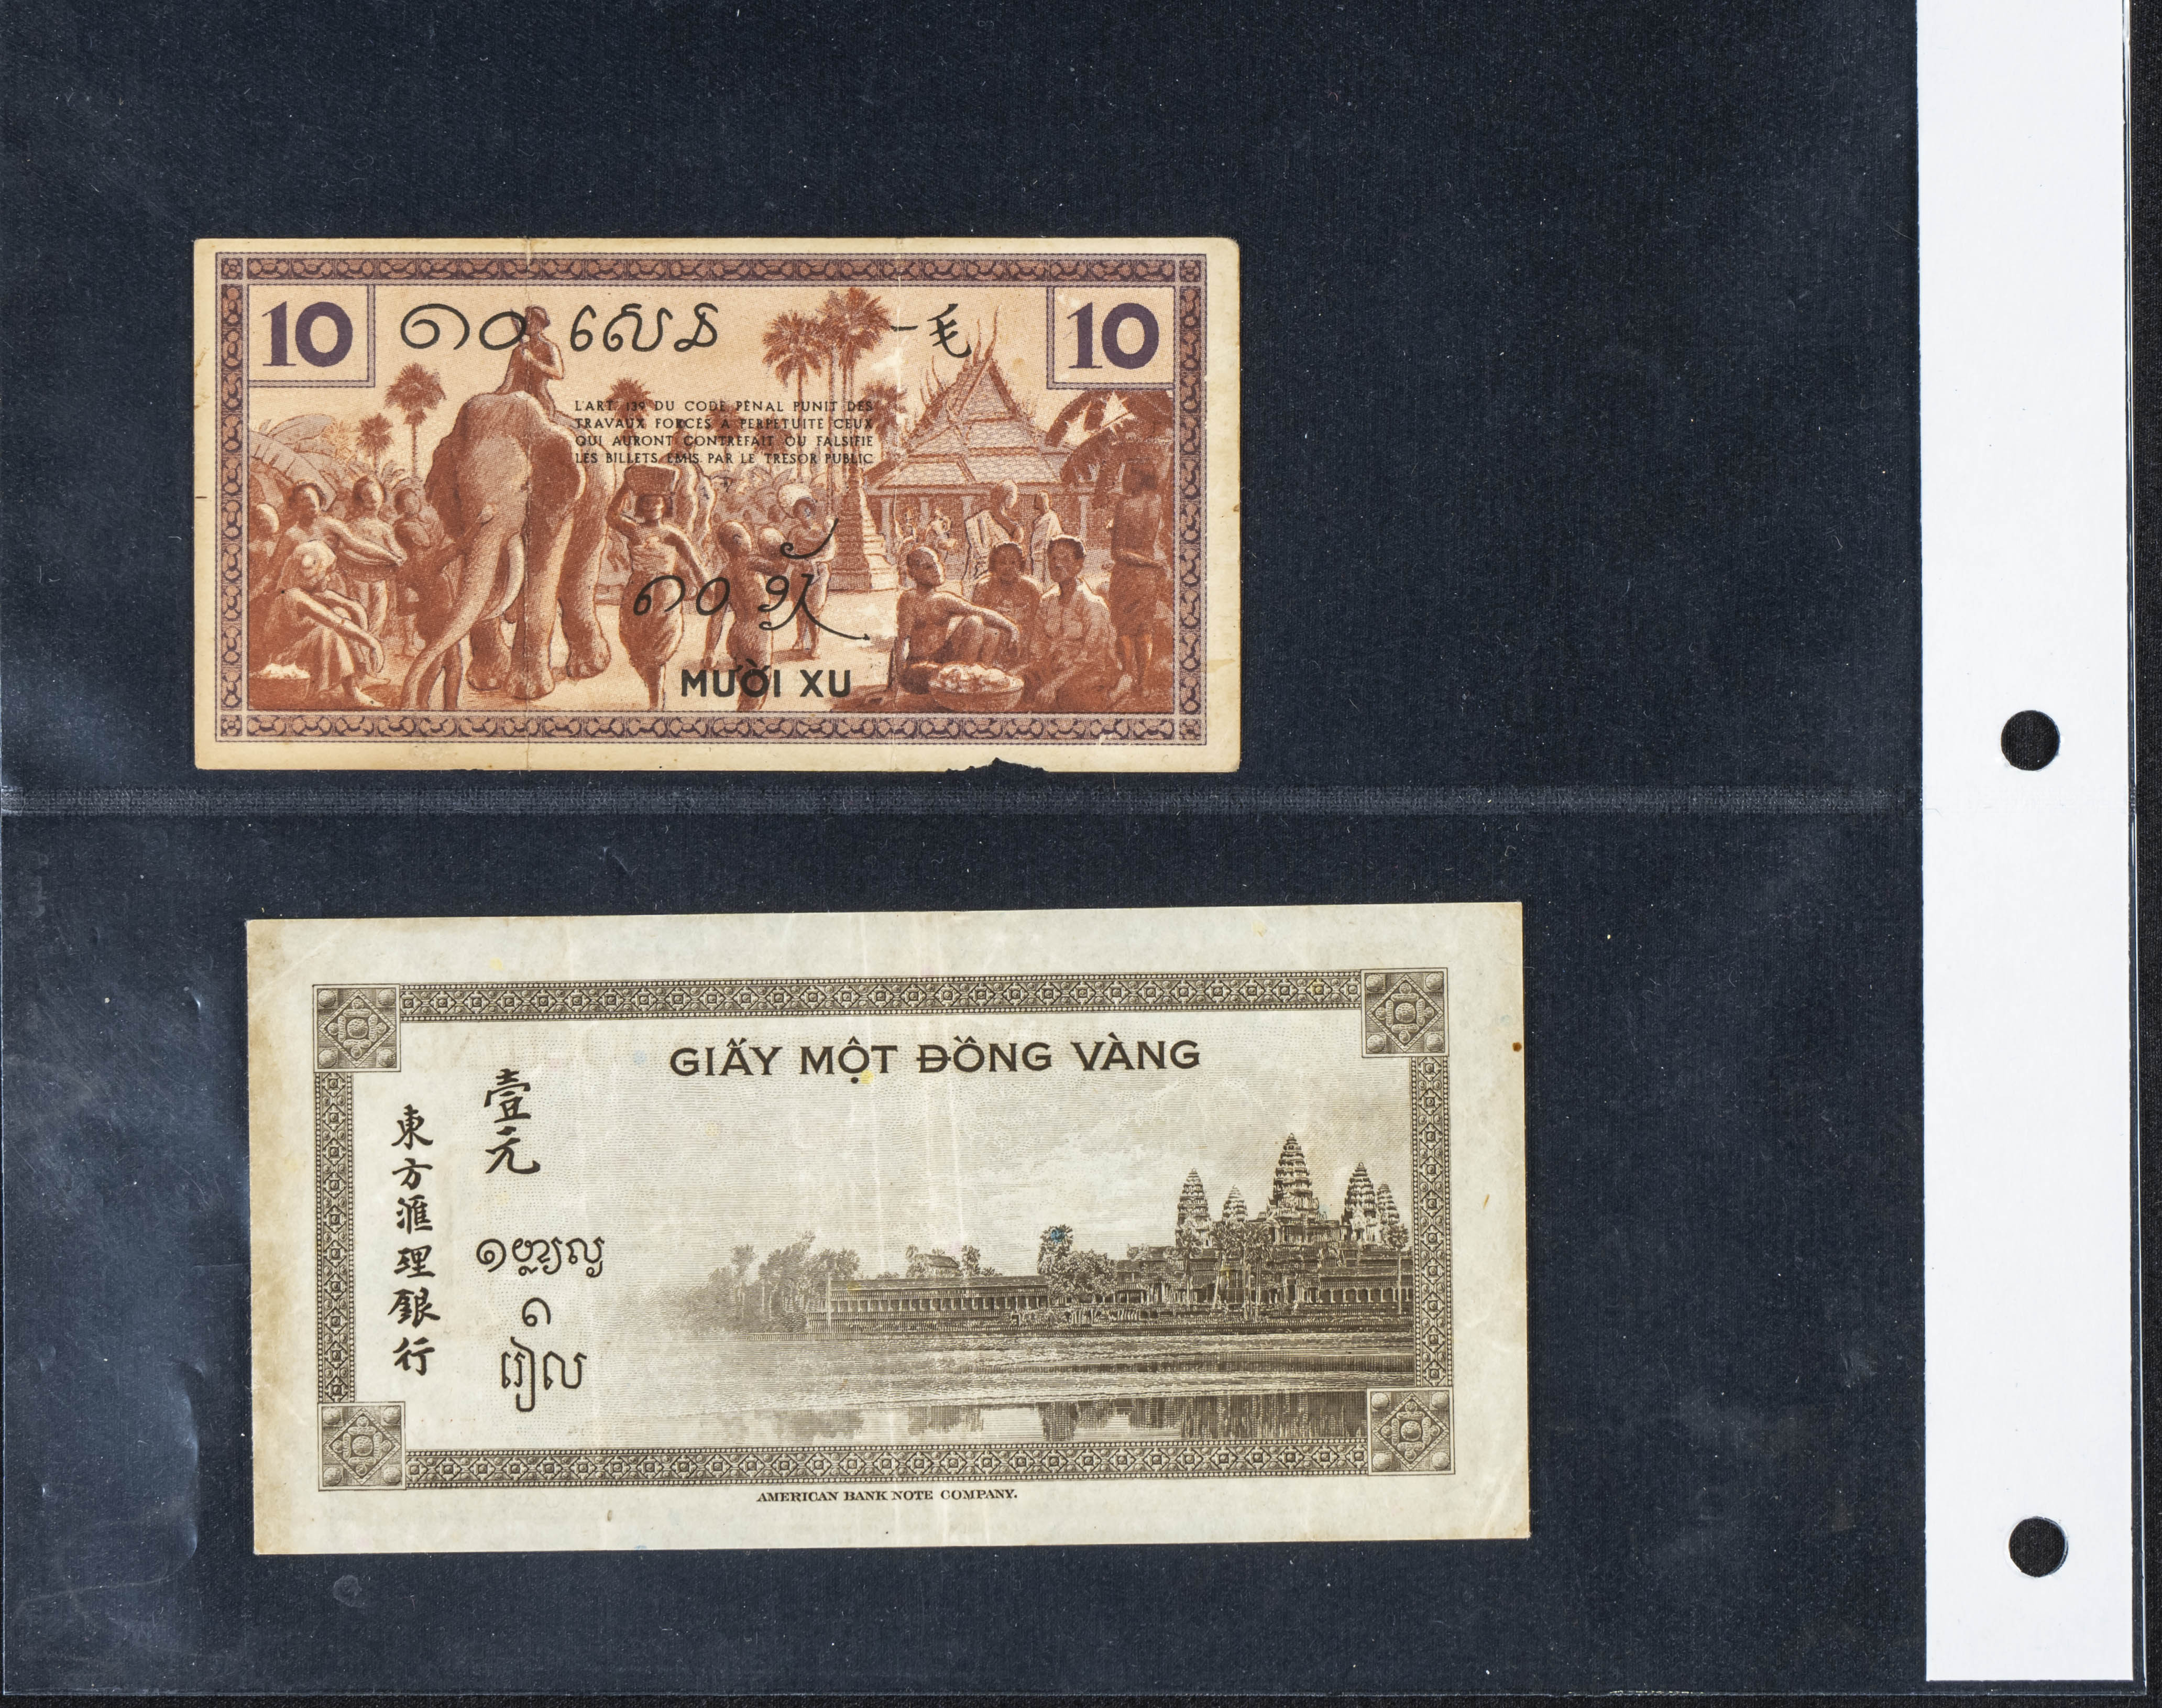 10
១០ សេន
一毛
10
L'ART. 139 DU CODE PÉNAL PUNIT DES
TRAVAUX FORCÉS À PERPÉTUITÉ CEUX
QUI AURONT CONTREFAIT OU FALSIFIÉ
LES BILLETS ÉMIS PAR LE TRÉSOR PUBLIC
MƯỜI XU
GIẤY MỘT ĐỒNG VÀNG
壹元
東方滙理銀行
១
រៀល
AMERICAN BANK NOTE COMPANY.